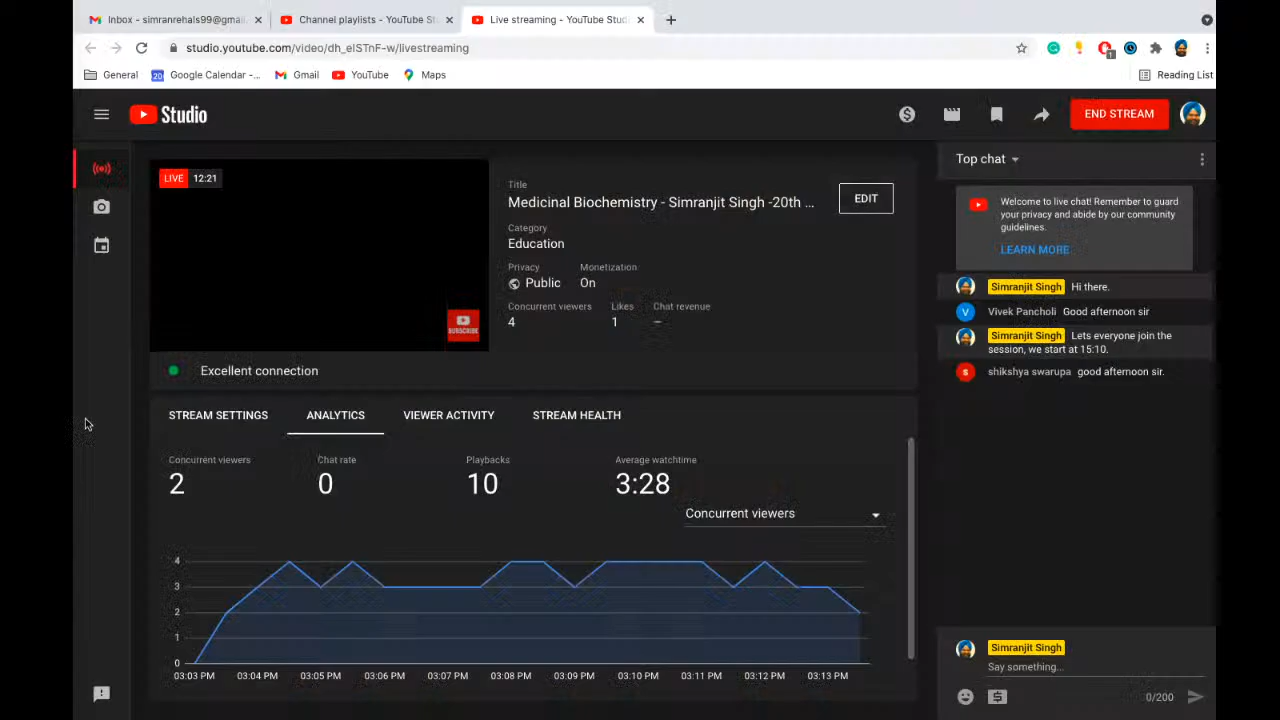 Inbox - simranrehals99@gmail.
Channel playlists - YouTube St
Live streaming - YouTube Stud
studio.youtube.com/video/dh_elSTnF-w/livestreaming
General
Google Calendar -...
Gmail
YouTube
Maps
Reading List
Studio
END STREAM
LIVE 12:21
SUBSCRIBE
Title
Medicinal Biochemistry - Simranjit Singh -20th ...
EDIT
Category
Education
Privacy
Public
Monetization
On
Concurrent viewers
4
Likes
1
Chat revenue
–
Excellent connection
Top chat
Welcome to live chat! Remember to guard
your privacy and abide by our community
guidelines.
LEARN MORE
Simranjit Singh Hi there.
V Vivek Pancholi Good afternoon sir
Simranjit Singh Lets everyone join the
session, we start at 15:10.
s shikshya swarupa good afternoon sir.
STREAM SETTINGS
ANALYTICS
VIEWER ACTIVITY
STREAM HEALTH
Concurrent viewers
2
Chat rate
0
Playbacks
10
Average watchtime
3:28
Concurrent viewers
4
3
2
1
0
03:03 PM 03:04 PM 03:05 PM 03:06 PM 03:07 PM 03:08 PM 03:09 PM 03:10 PM 03:11 PM 03:12 PM 03:13 PM
Simranjit Singh
Say something...
0/200